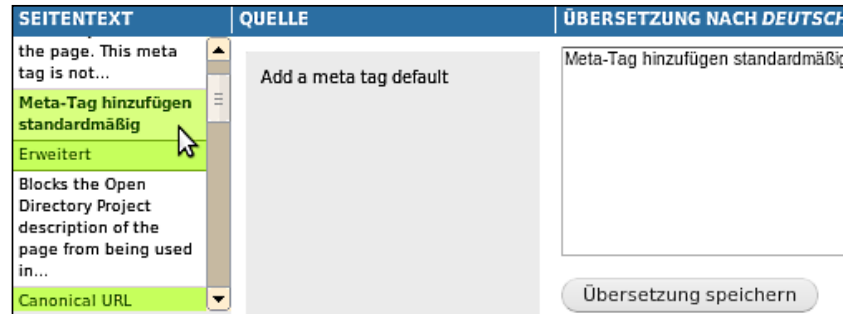 SEITENTEXT
QUELLE
ÜBERSETZUNG NACH DEUTSCH
the page. This meta
tag is not...
Meta-Tag hinzufügen
standardmäßig
Erweitert
Blocks the Open
Directory Project
description of the
page from being used
in...
Canonical URL
Add a meta tag default
Meta-Tag hinzufügen standardmäßig
Übersetzung speichern